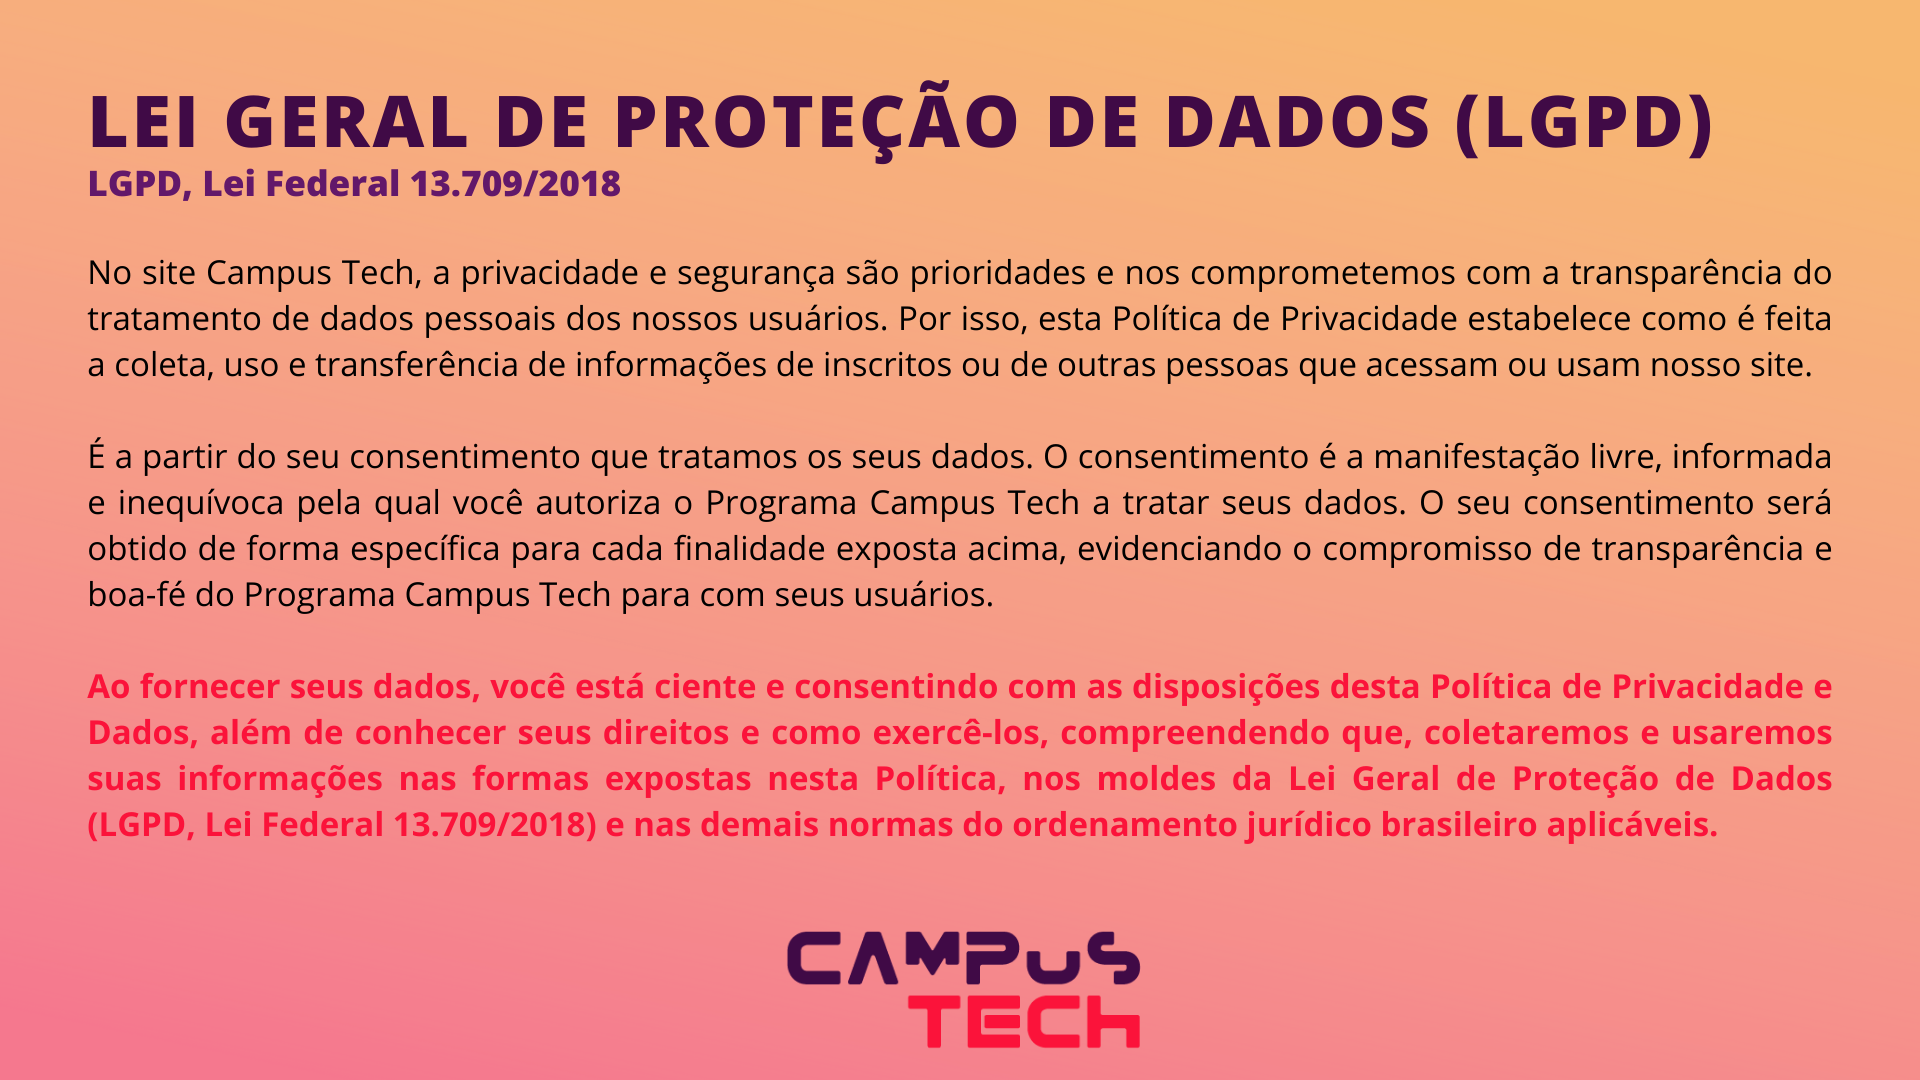 LEI GERAL DE PROTEÇÃO DE DADOS (LGPD)
LGPD, Lei Federal 13.709/2018
No site Campus Tech, a privacidade e segurança são prioridades e nos comprometemos com a transparência do
tratamento de dados pessoais dos nossos usuários. Por isso, esta Política de Privacidade estabelece como é feita
a coleta, uso e transferência de informações de inscritos ou de outras pessoas que acessam ou usam nosso site.
É a partir do seu consentimento que tratamos os seus dados. O consentimento é a manifestação livre, informada
e inequívoca pela qual você autoriza o Programa Campus Tech a tratar seus dados. O seu consentimento será
obtido de forma específica para cada finalidade exposta acima, evidenciando o compromisso de transparência e
boa-fé do Programa Campus Tech para com seus usuários.
Ao fornecer seus dados, você está ciente e consentindo com as disposições desta Política de Privacidade e
Dados, além de conhecer seus direitos e como exercê-los, compreendendo que, coletaremos e usaremos
suas informações nas formas expostas nesta Política, nos moldes da Lei Geral de Proteção de Dados
(LGPD, Lei Federal 13.709/2018) e nas demais normas do ordenamento jurídico brasileiro aplicáveis.
CAMPUS
TECH